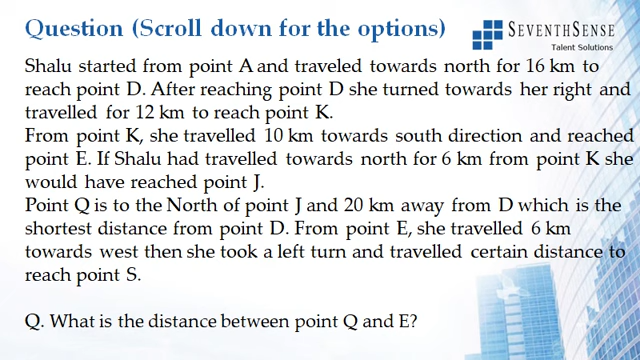 Question (Scroll down for the options)
SEVENTHSENSE
Talent Solutions
Shalu started from point A and traveled towards north for 16 km to
reach point D. After reaching point D she turned towards her right and
travelled for 12 km to reach point K.
From point K, she travelled 10 km towards south direction and reached
point E. If Shalu had travelled towards north for 6 km from point K she
would have reached point J.
Point Q is to the North of point J and 20 km away from D which is the
shortest distance from point D. From point E, she travelled 6 km
towards west then she took a left turn and travelled certain distance to
reach point S.
Q. What is the distance between point Q and E?